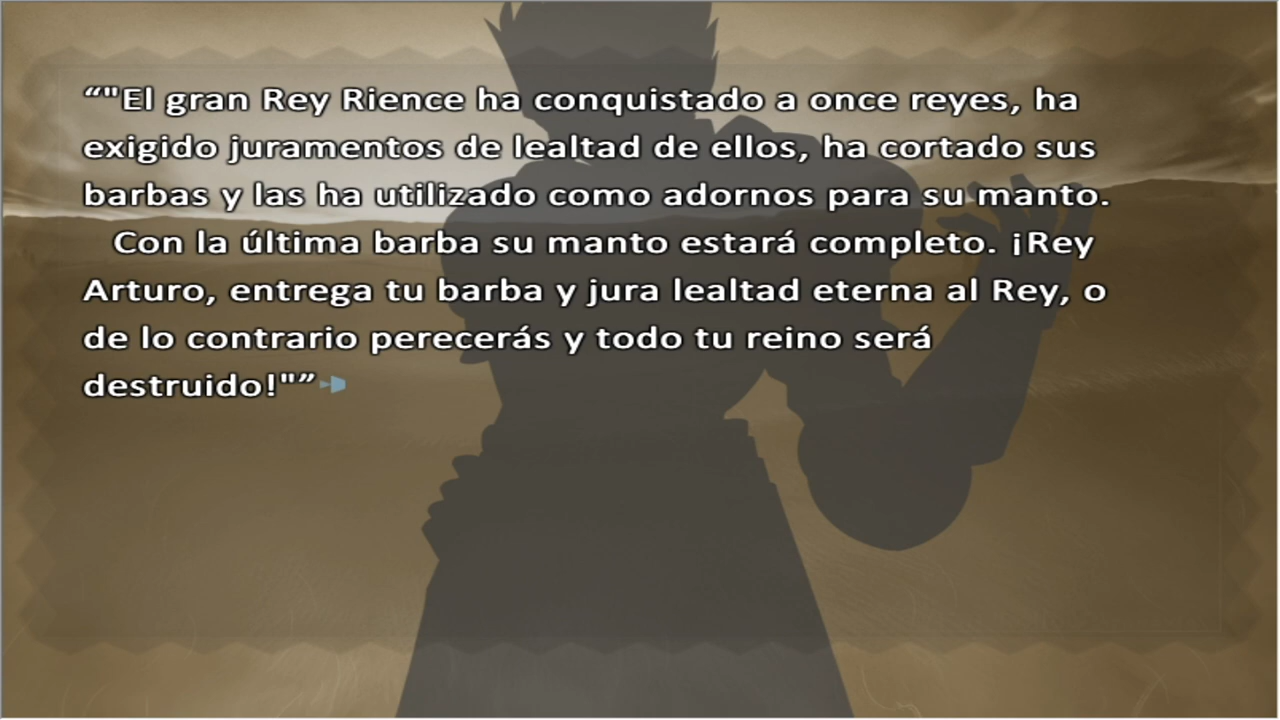 “"El gran Rey Rience ha conquistado a once reyes, ha
exigido juramentos de lealtad de ellos, ha cortado sus
barbas y las ha utilizado como adornos para su manto.
Con la última barba su manto estará completo. ¡Rey
Arturo, entrega tu barba y jura lealtad eterna al Rey, o
de lo contrario perecerás y todo tu reino será
destruido!"”